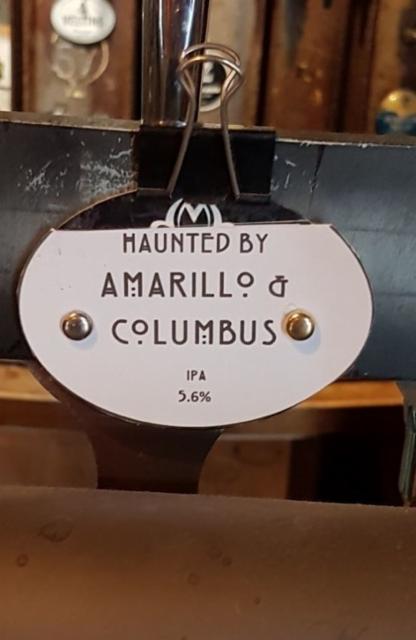 M
HAUNTED BY
AMARILLO &
COLUMBUS
IPA
5.6%